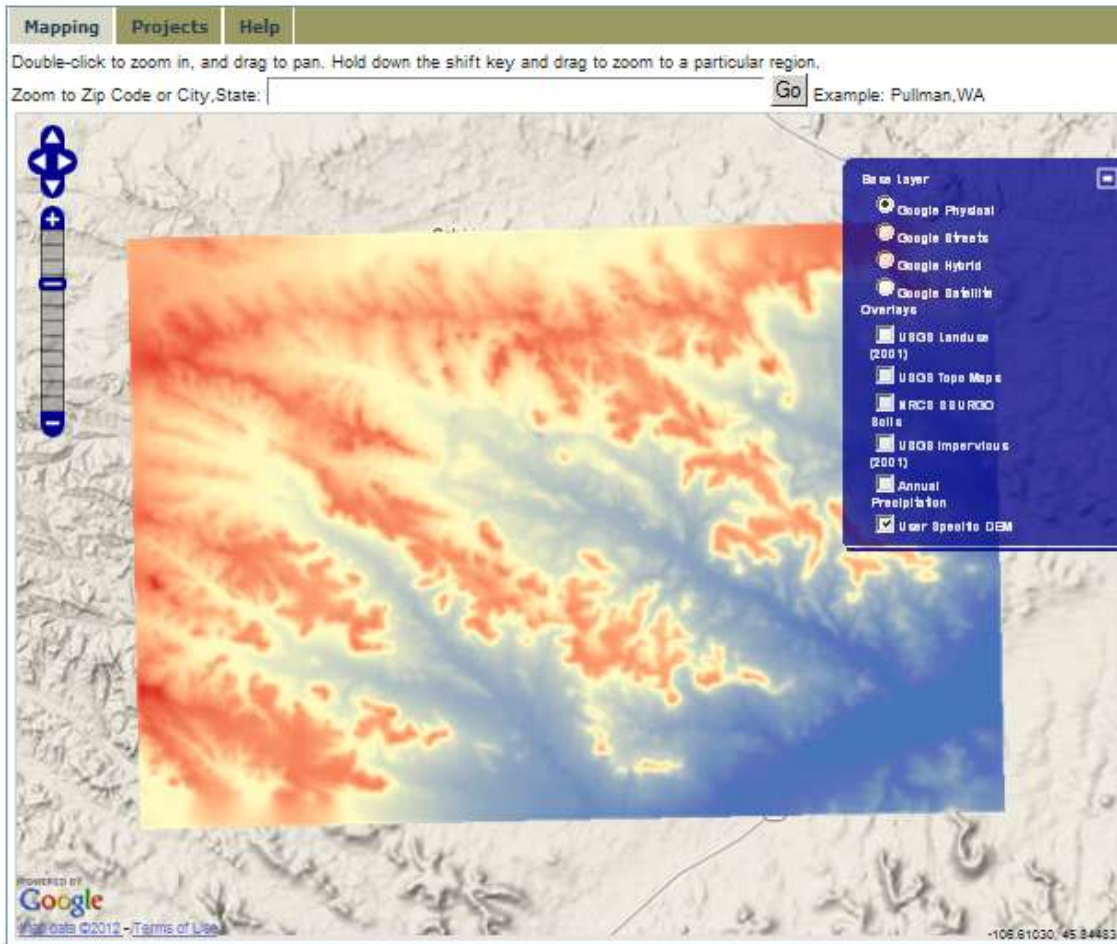 Mapping Projects Help
Double-click to zoom in, and drag to pan. Hold down the shift key and drag to zoom to a particular region.
Zoom to Zip Code or City,State: Go Example: Pullman,WA
Base Layer
Google Physical
Google Streets
Google Hybrid
Google Satellite
Overlays
USGS Landuse
(2001)
USGS Topo Maps
NRCS SSURGO
Soils
USGS Impervious
(2001)
Annual
Precipitation
User Specific DEM
POWERED BY
Google
Map data ©2012 - Terms of Use
-106.61030, 45.84483